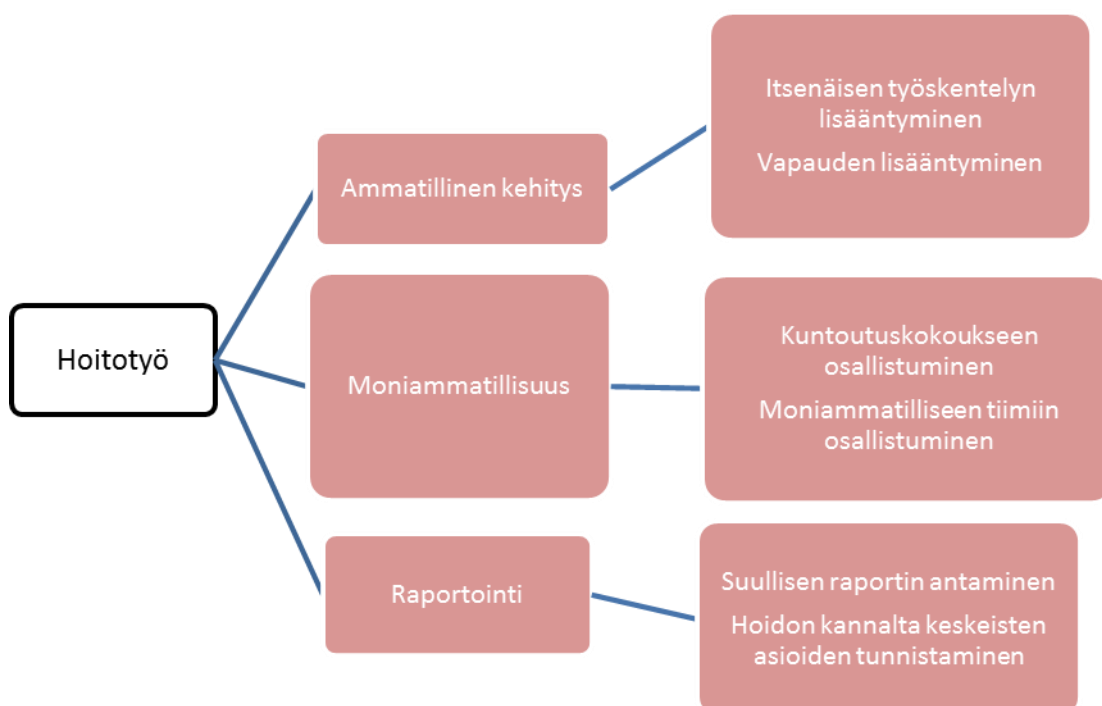 Hoitotyö
Ammatillinen kehitys
Itsenäisen työskentelyn
lisääntyminen
Vapauden lisääntyminen
Moniammatillisuus
Kuntoutuskokoukseen
osallistuminen
Moniammatilliseen tiimiin
osallistuminen
Raportointi
Suullisen raportin antaminen
Hoidon kannalta keskeisten
asioiden tunnistaminen